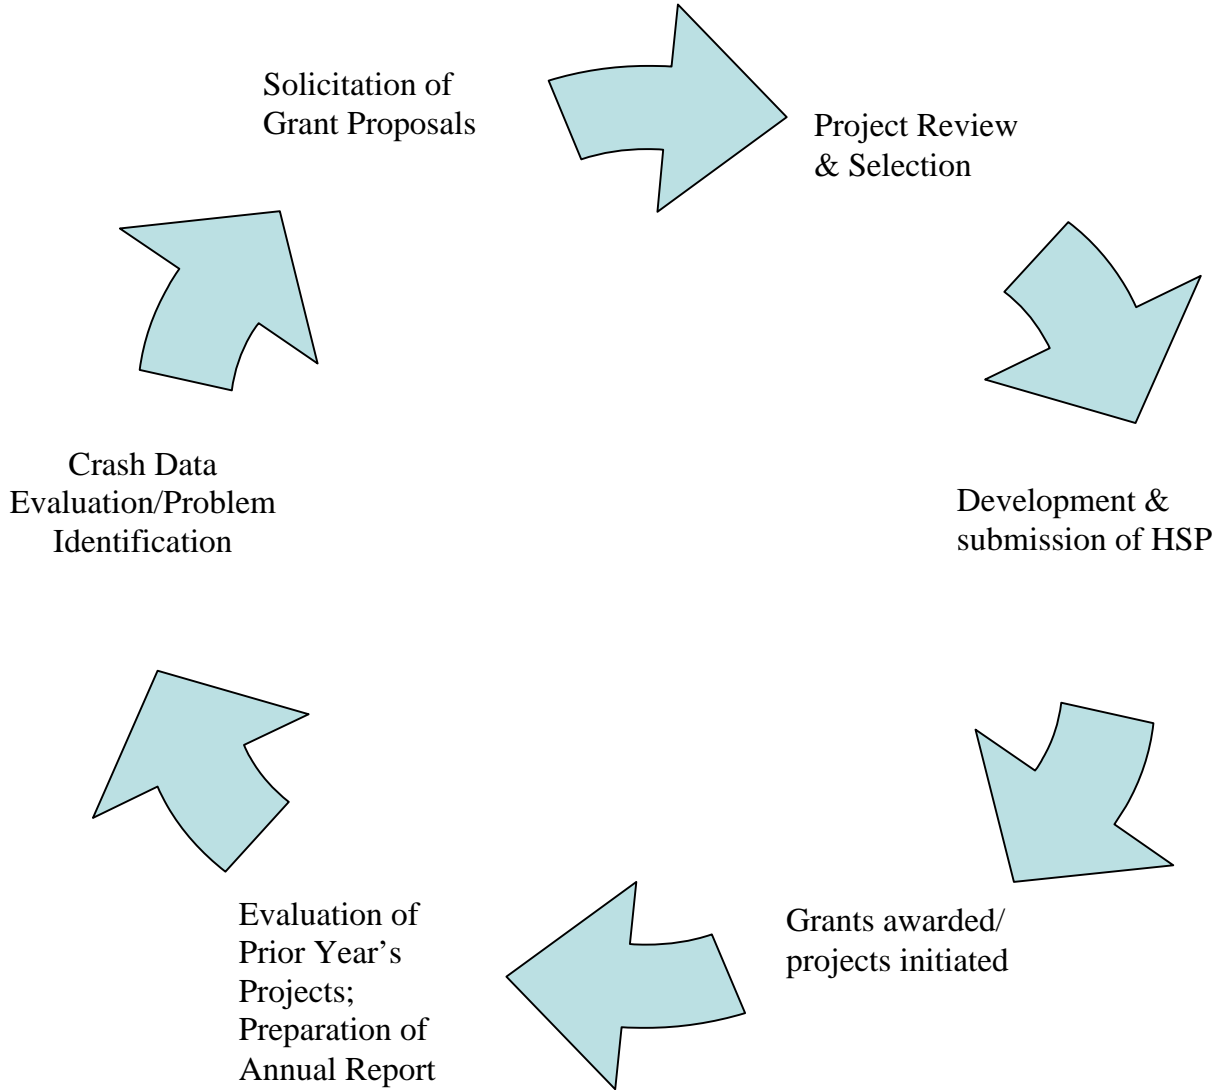 Solicitation of
Grant Proposals
Project Review
& Selection
Crash Data
Evaluation/Problem
Identification
Development &
submission of HSP
Evaluation of
Prior Year’s
Projects;
Preparation of
Annual Report
Grants awarded/
projects initiated